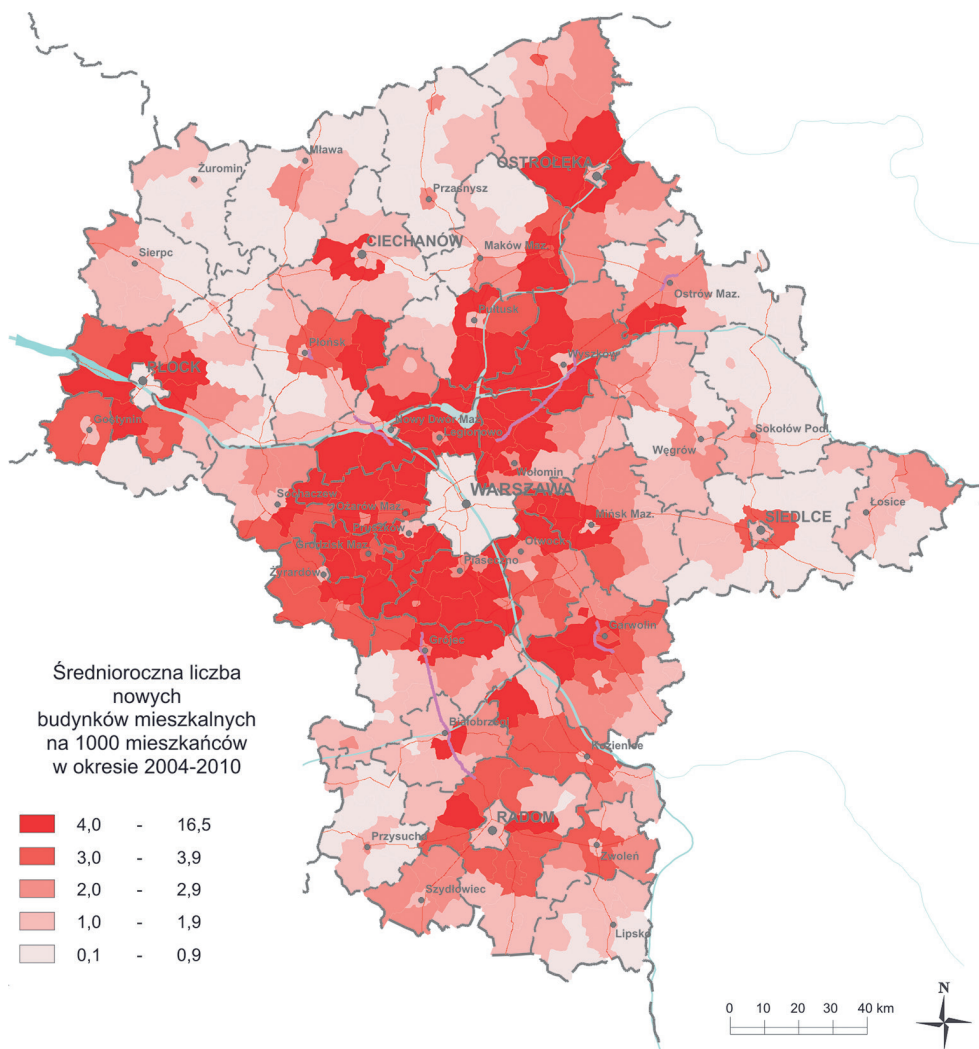 Mława
Żuromin
OSTROŁĘKA
Przasnysz
CIECHANÓW
Maków Maz.
Sierpc
Ostrów Maz.
Pułtusk
Płońsk
Wyszków
PŁOCK
Gostynin
Nowy Dwór Maz.
Legionowo
Sokołów Podl.
Węgrów
Wołomin
WARSZAWA
Sochaczew
Ożarów Maz.
Łosice
Mińsk Maz.
SIEDLCE
Pruszków
Grodzisk Maz.
Otwock
Piaseczno
Żyrardów
Garwolin
Grójec
Średnioroczna liczba
nowych
budynków mieszkalnych
na 1000 mieszkańców
w okresie 2004-2010
Białobrzegi
Kozienice
4,0 - 16,5
RADOM
3,0 - 3,9
Przysucha
Zwoleń
2,0 - 2,9
Szydłowiec
1,0 - 1,9
Lipsko
0,1 - 0,9
N
0 10 20 30 40 km